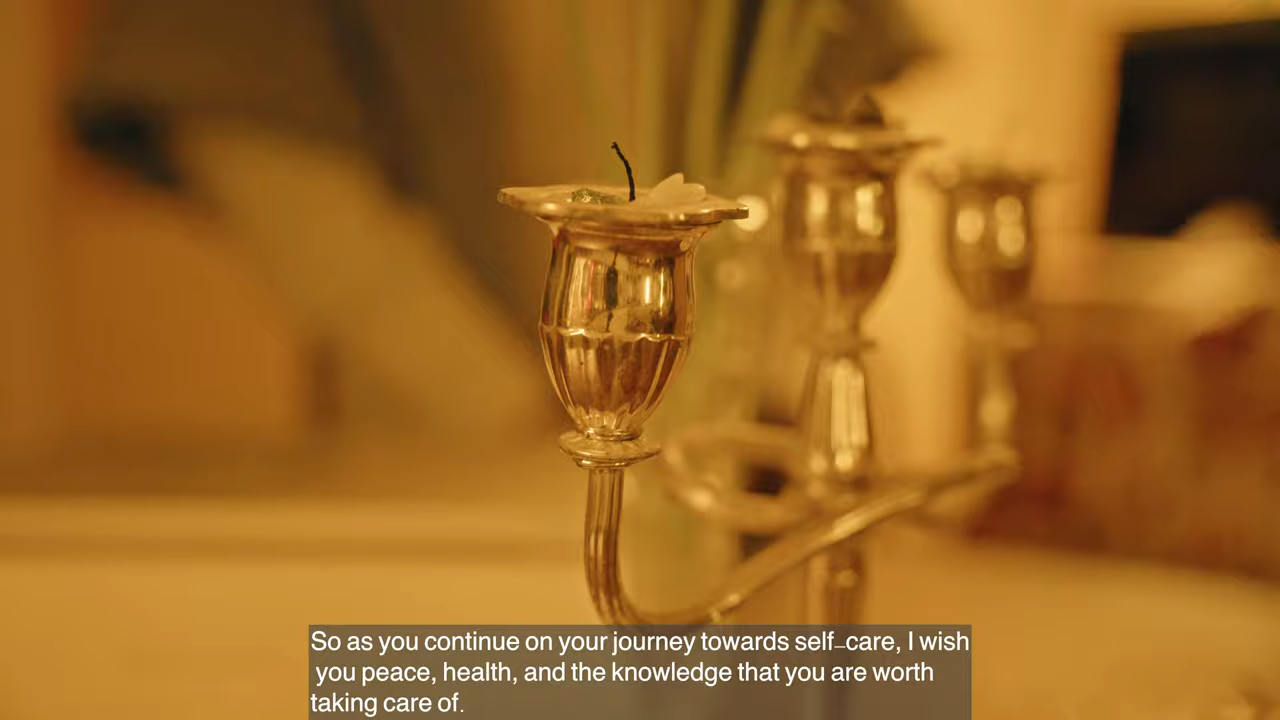 So as you continue on your journey towards self-care, I wish
you peace, health, and the knowledge that you are worth
taking care of.